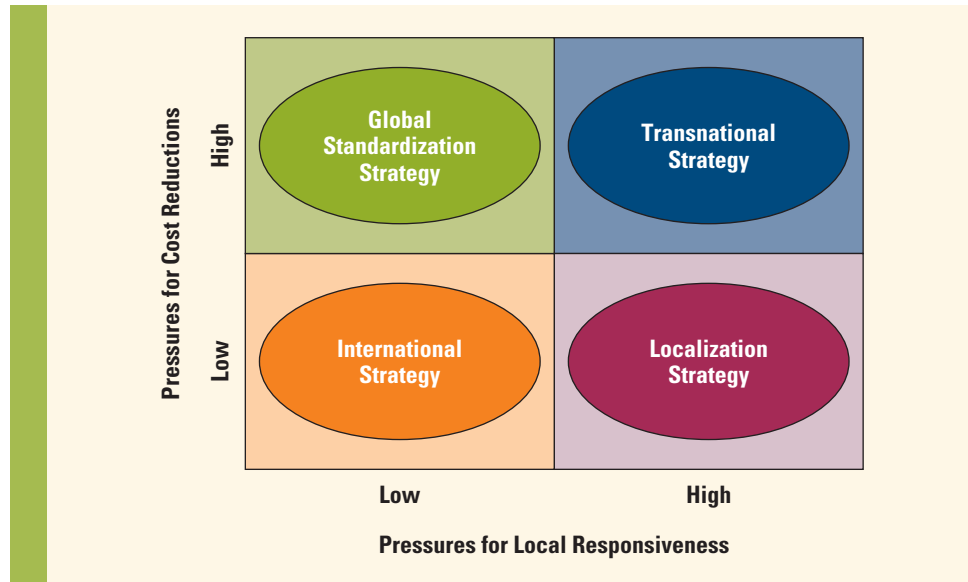 Pressures for Cost Reductions
High
Low
Global
Standardization
Strategy
Transnational
Strategy
International
Strategy
Localization
Strategy
Low
High
Pressures for Local Responsiveness